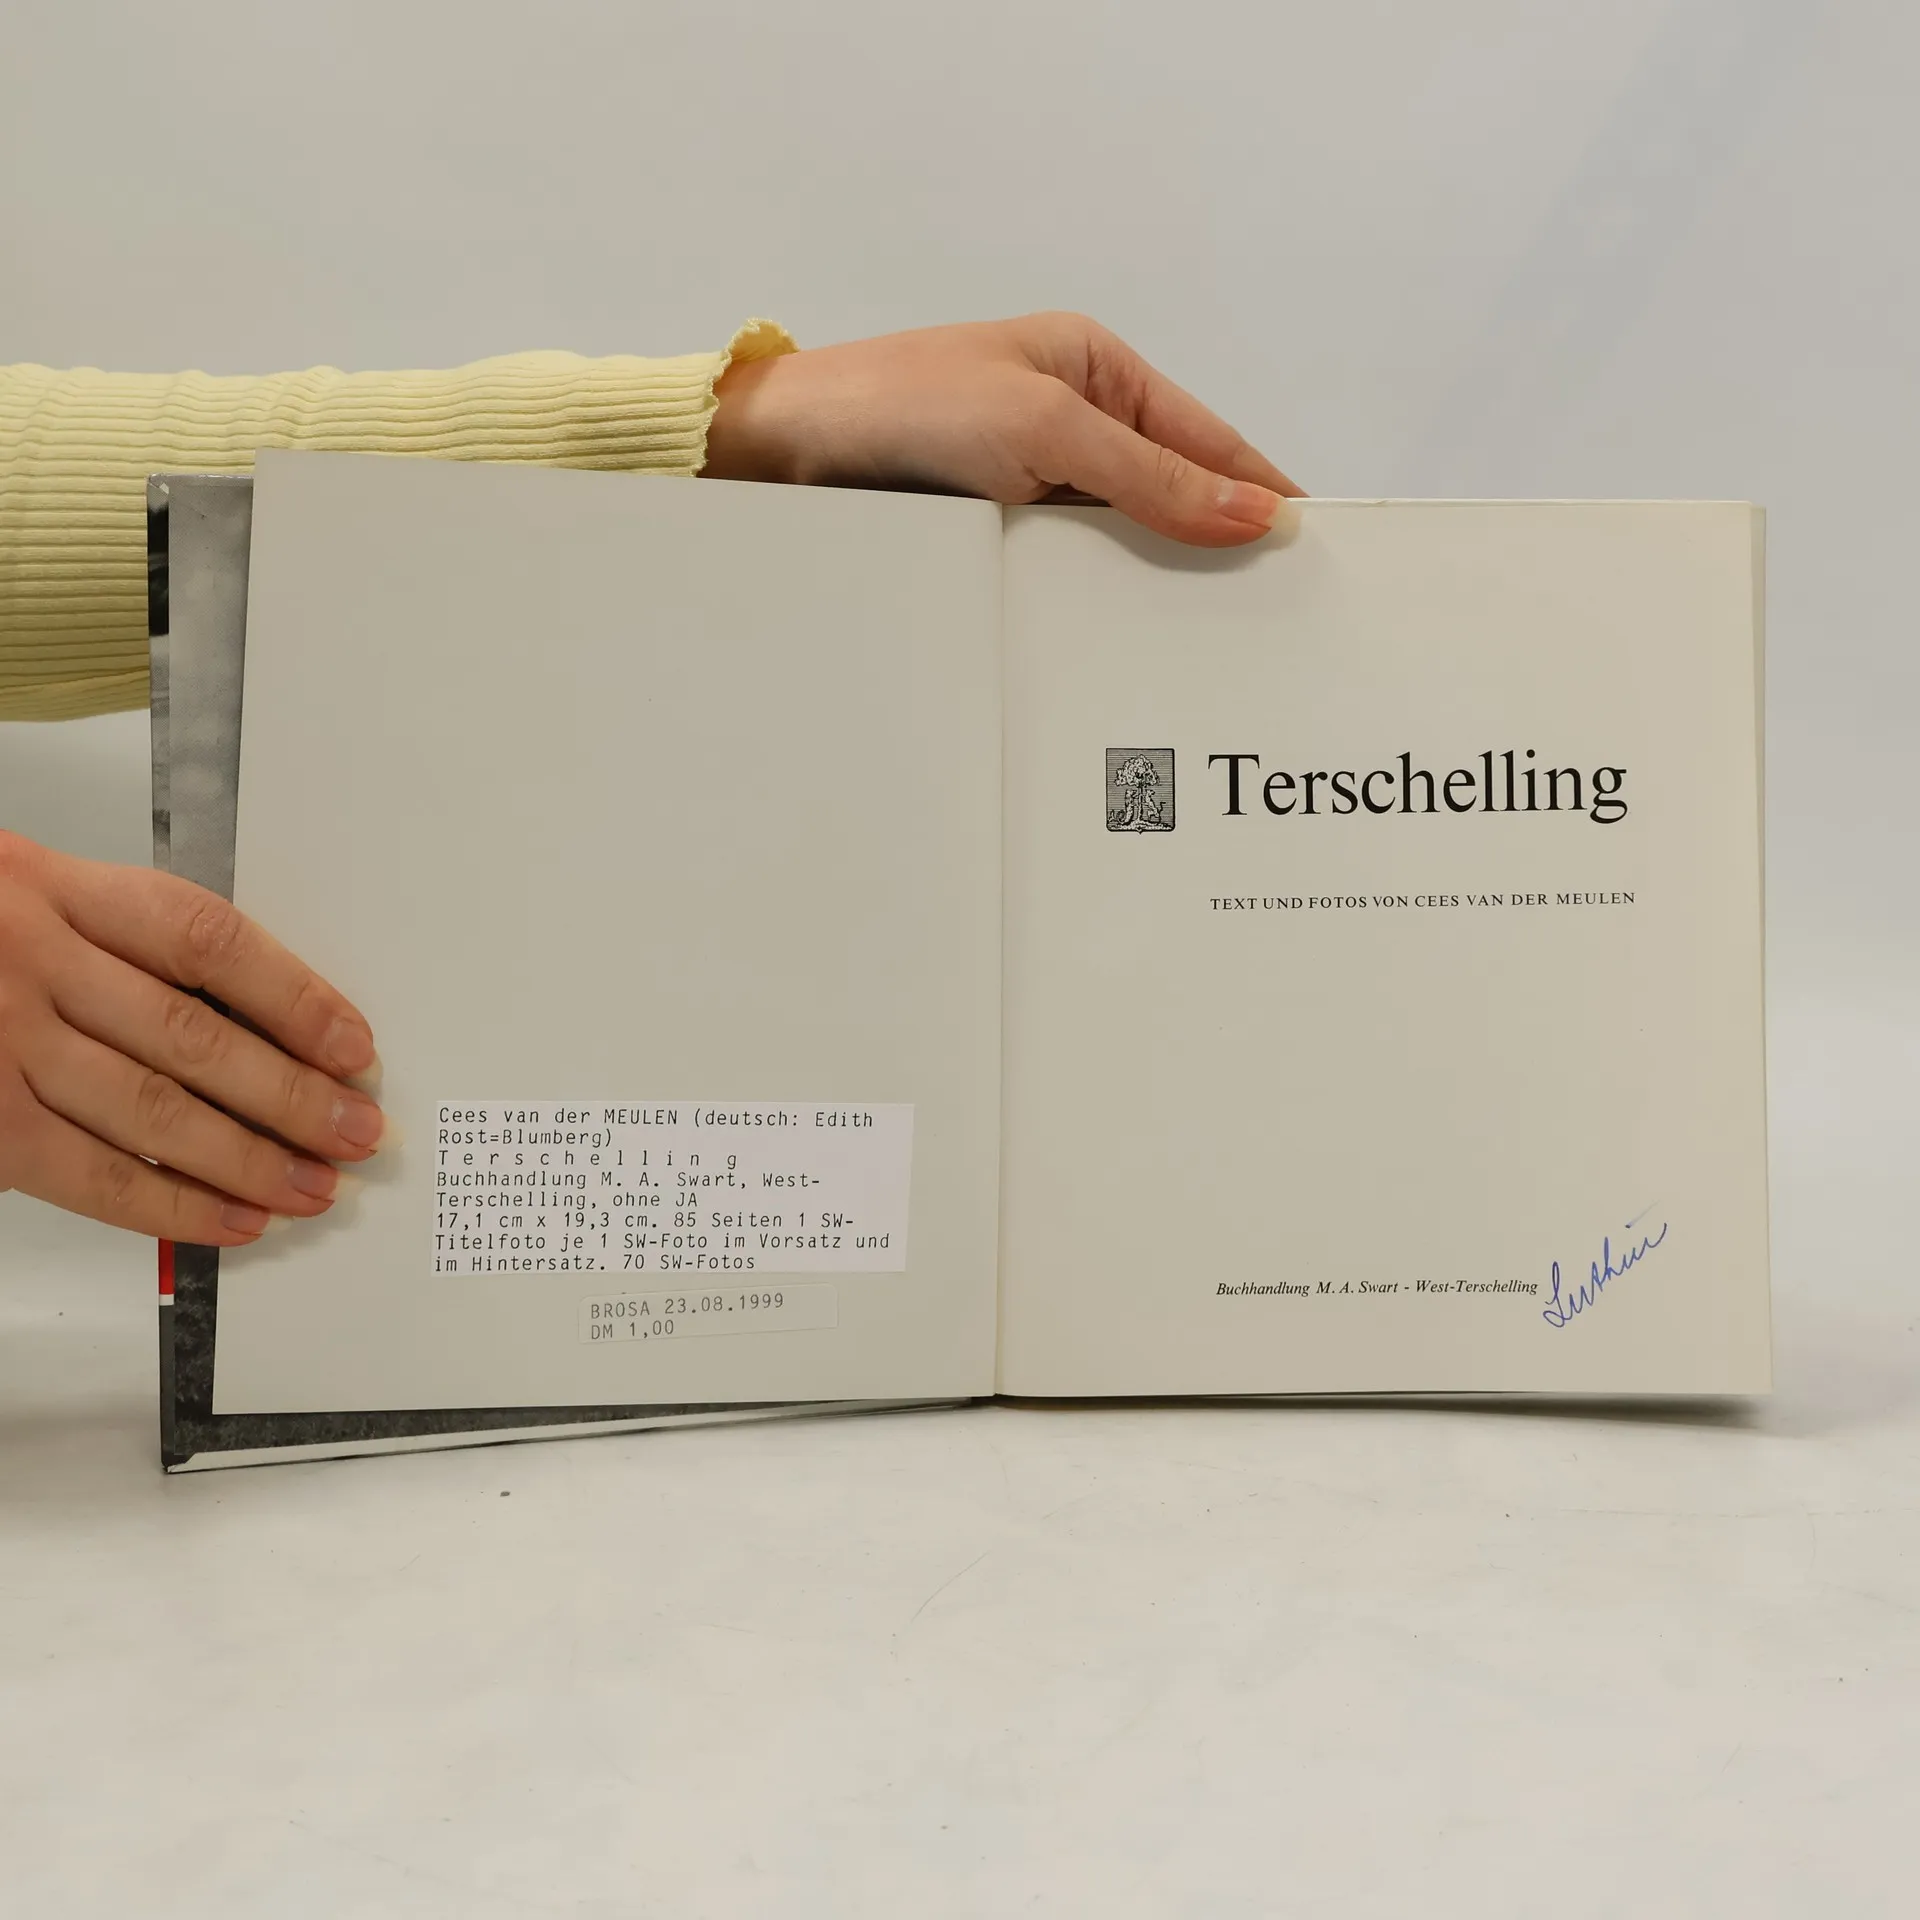 Cees van der MEULEN (deutsch: Edith
Rost=Blumberg)
T e r s c h e l l i n g
Buchhandlung M. A. Swart, West-
Terschelling, ohne JA
17,1 cm x 19,3 cm. 85 Seiten 1 SW-
Titelfoto je 1 SW-Foto im Vorsatz und
im Hintersatz. 70 SW-Fotos
BROSA 23.08.1999
DM 1,00
Terschelling
TEXT UND FOTOS VON CEES VAN DER MEULEN
Buchhandlung M. A. Swart - West-Terschelling